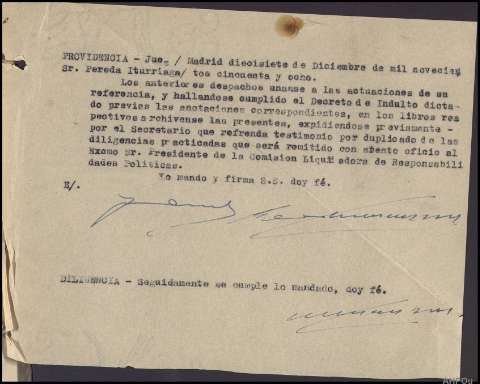 PROVIDENCIA - Juez / Madrid diecisiete de Diciembre de mil novecien
Sr. Pereda Iturriaga/ tos cincuenta y ocho.
Los anteriores despachos unanse a las actuaciones de su
referencia, y hallandose cumplido el Decreto de Indulto dicta-
do previas las anotaciones correspondientes, en los libros res
pectivos archivense las presentes, expidiendose previamente -
por el Secretario que refrenda testimonio por duplicado de las
diligencias practicadas que será remitido con atento oficio al
Excmo Sr. Presidente de la Comision Liquidadora de Responsabili
dades Politicas.
Lo mando y firma S.S. doy fé.
E/.
DILIGENCIA - Seguidamente se cumple lo mandado, doy fé.